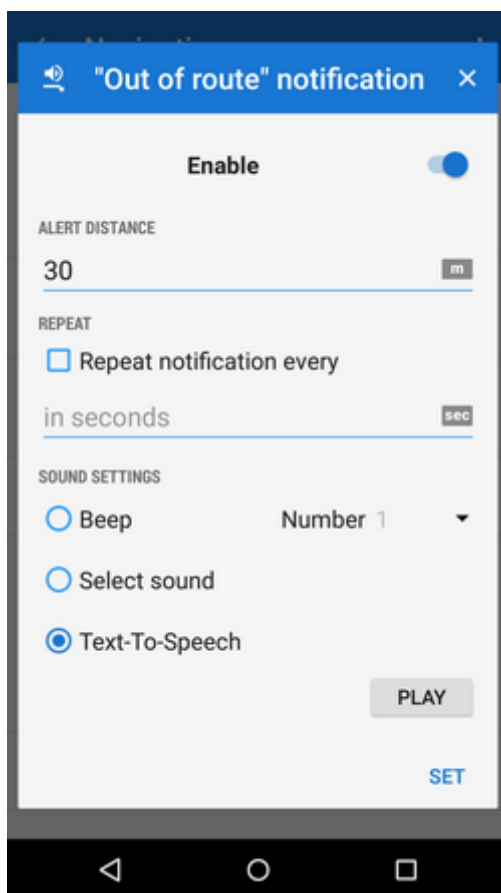 "Out of route" notification
Enable
ALERT DISTANCE
30 m
REPEAT
Repeat notification every
in seconds sec
SOUND SETTINGS
Beep Number 1
Select sound
Text-To-Speech
PLAY
SET